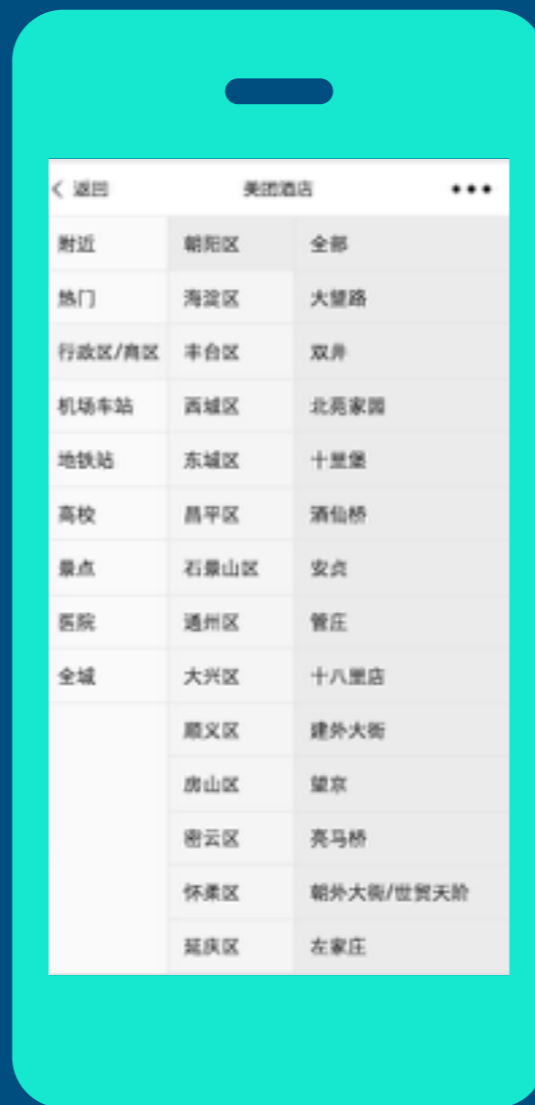 返回 美团酒店
附近 朝阳区 全部
热门 海淀区 大望路
行政区/商区 丰台区 双井
机场车站 西城区 北苑家园
地铁站 东城区 十里堡
高校 昌平区 酒仙桥
景点 石景山区 安贞
医院 通州区 管庄
全城 大兴区 十八里店
顺义区 建外大街
房山区 望京
密云区 亮马桥
怀柔区 朝外大街/世贸天阶
延庆区 左家庄